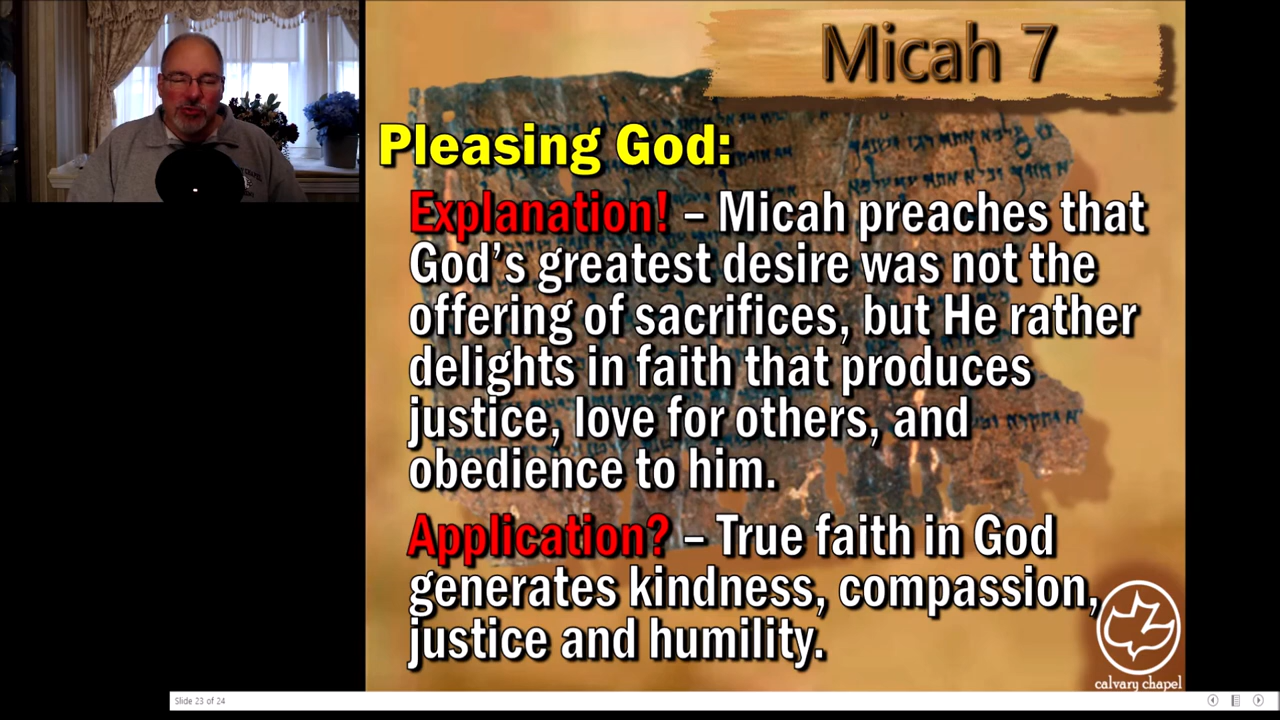 Micah 7
Pleasing God:
Explanation! – Micah preaches that
God’s greatest desire was not the
offering of sacrifices, but He rather
delights in faith that produces
justice, love for others, and
obedience to him.
Application? – True faith in God
generates kindness, compassion,
justice and humility.
calvary chapel
Slide 23 of 24